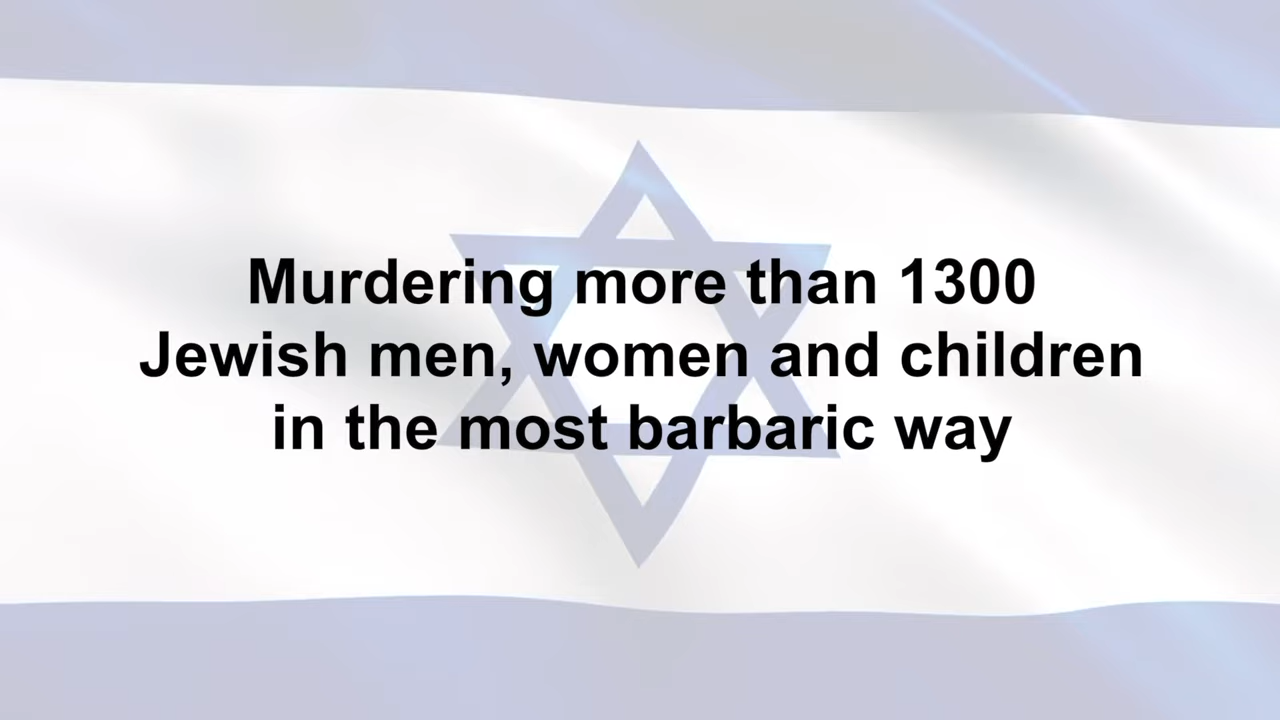 Murdering more than 1300
Jewish men, women and children
in the most barbaric way